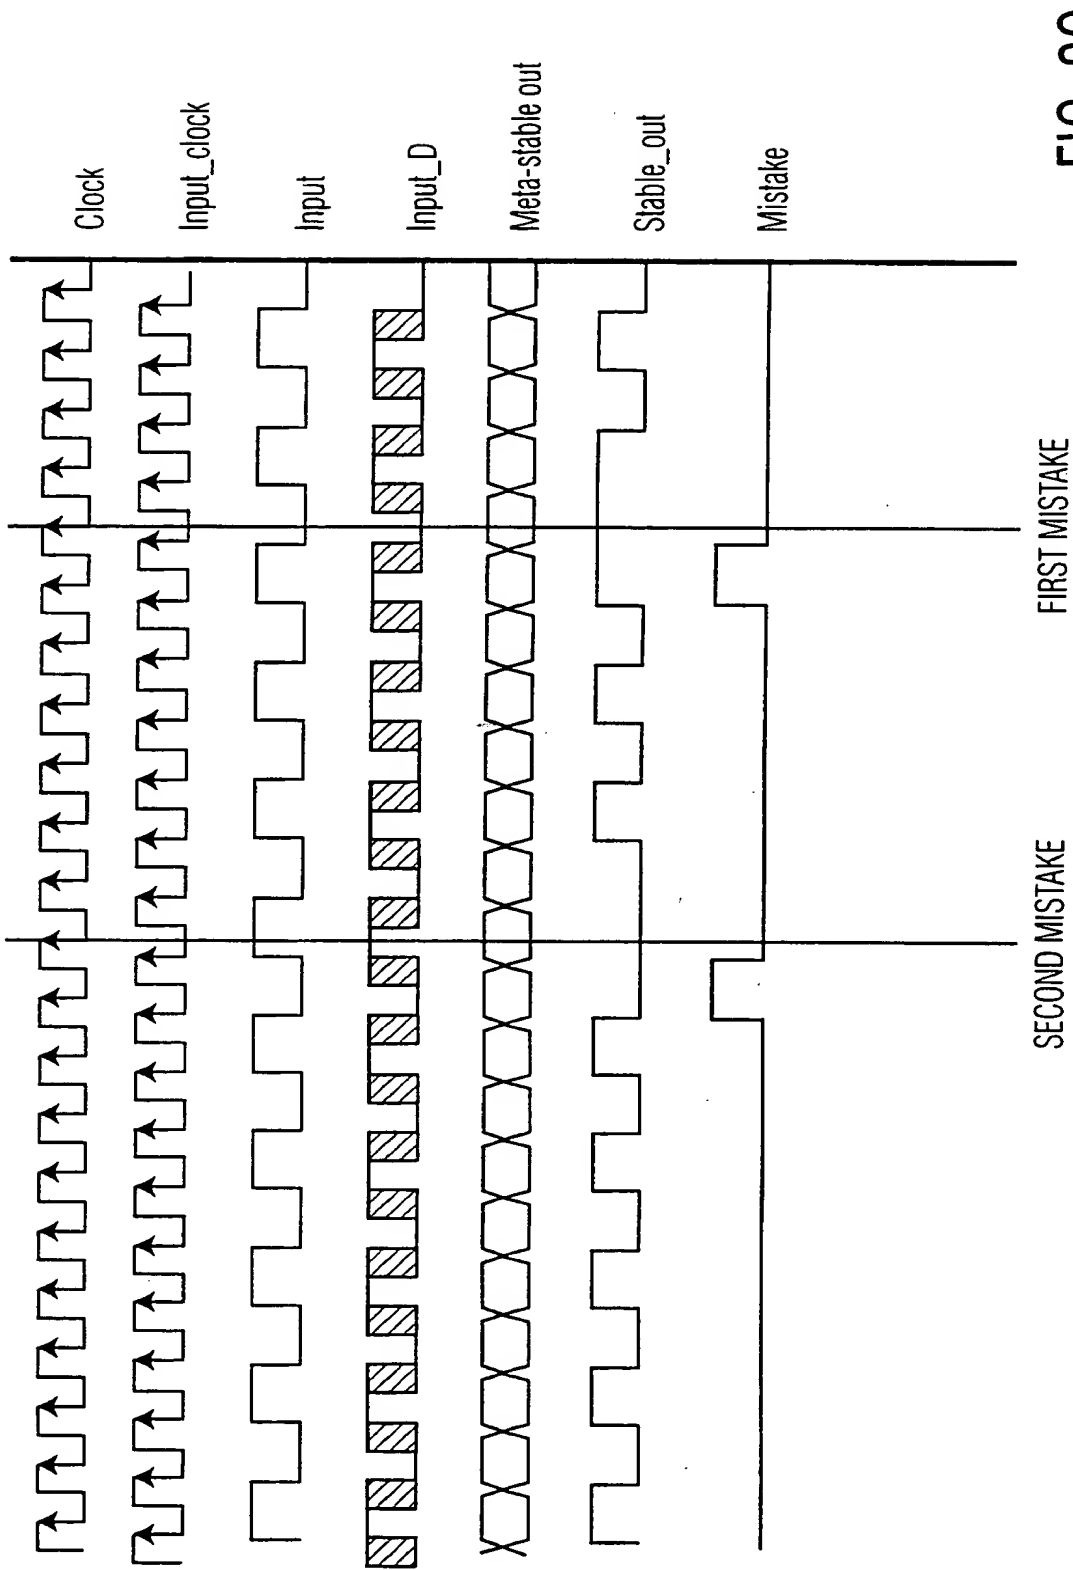 Clock
Input_clock
Input
Input_D
Meta-stable out
Stable_out
Mistake
FIRST MISTAKE
SECOND MISTAKE